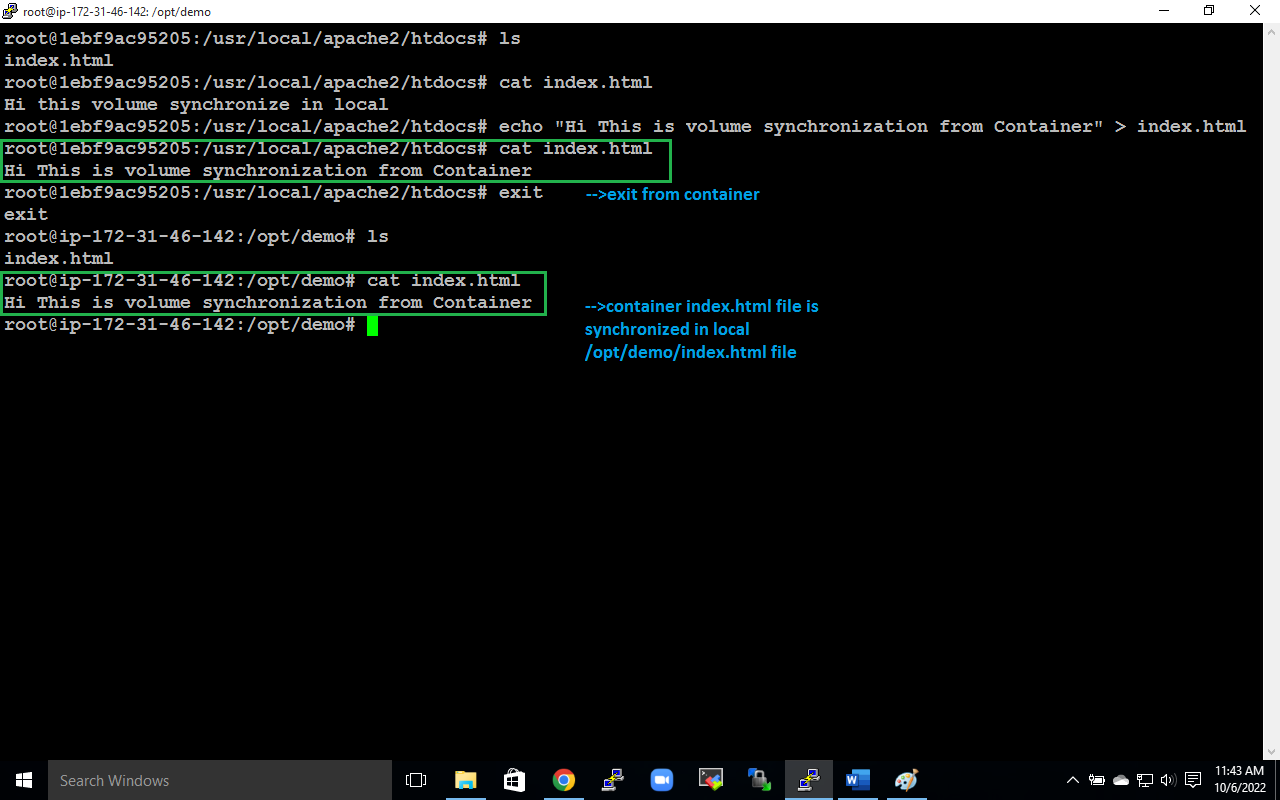 root@ip-172-31-46-142: /opt/demo
root@1ebf9ac95205:/usr/local/apache2/htdocs# ls
index.html
root@1ebf9ac95205:/usr/local/apache2/htdocs# cat index.html
Hi this volume synchronize in local
root@1ebf9ac95205:/usr/local/apache2/htdocs# echo "Hi This is volume synchronization from Container" > index.html
root@1ebf9ac95205:/usr/local/apache2/htdocs# cat index.html
Hi This is volume synchronization from Container
root@1ebf9ac95205:/usr/local/apache2/htdocs# exit
-->exit from container
exit
root@ip-172-31-46-142:/opt/demo# ls
index.html
root@ip-172-31-46-142:/opt/demo# cat index.html
Hi This is volume synchronization from Container
root@ip-172-31-46-142:/opt/demo#
-->container index.html file is
synchronized in local
/opt/demo/index.html file
Search Windows
11:43 AM
10/6/2022